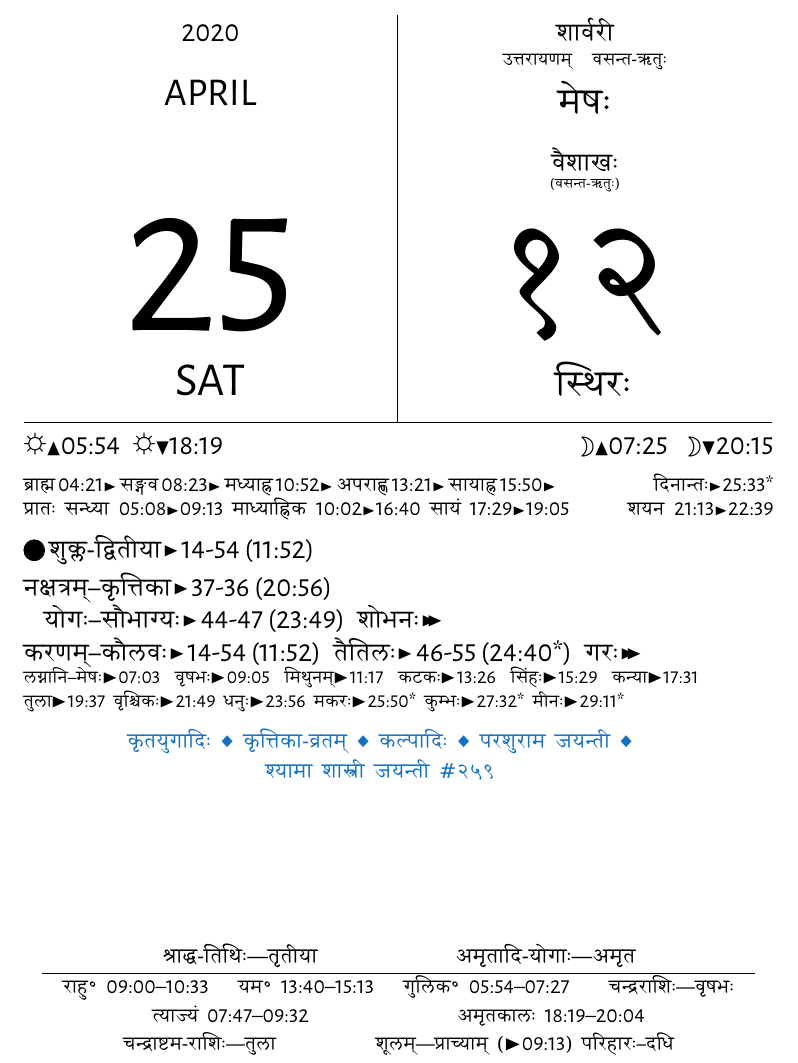 2020
APRIL
25
SAT
शार्वरी
उत्तरायणम् वसन्त-ऋतुः
मेषः
वैशाखः
(वसन्त-ऋतुः)
१२
स्थिरः
☼▲05:54 ☼▼18:19 ☽▲07:25 ☽▼20:15
ब्राह्म 04:21► सङ्गव 08:23► मध्याह्न 10:52► अपराह्ण 13:21► सायाह्न 15:50► दिनान्तः►25:33*
प्रातः सन्ध्या 05:08►09:13 माध्याह्निक 10:02►16:40 सायं 17:29►19:05 शयन 21:13►22:39
●शुक्ल-द्वितीया►14-54 (11:52)
नक्षत्रम्–कृत्तिका►37-36 (20:56)
योगः–सौभाग्यः►44-47 (23:49) शोभनः►►
करणम्–कौलवः►14-54 (11:52) तैतिलः►46-55 (24:40*) गरः►►
लग्नानि–मेषः►07:03 वृषभः►09:05 मिथुनम्►11:17 कटकः►13:26 सिंहः►15:29 कन्या►17:31
तुला►19:37 वृश्चिकः►21:49 धनुः►23:56 मकरः►25:50* कुम्भः►27:32* मीनः►29:11*
कृतयुगादिः ♦ कृत्तिका-व्रतम् ♦ कल्पादिः ♦ परशुराम जयन्ती ♦
श्यामा शास्त्री जयन्ती #२५९
श्राद्ध-तिथिः—तृतीया अमृतादि-योगाः—अमृत
राहु° 09:00–10:33 यम° 13:40–15:13 गुलिक° 05:54–07:27 चन्द्रराशिः—वृषभः
त्याज्यं 07:47–09:32 अमृतकालः 18:19–20:04
चन्द्राष्टम-राशिः—तुला शूलम्—प्राच्याम् (►09:13) परिहारः–दधि